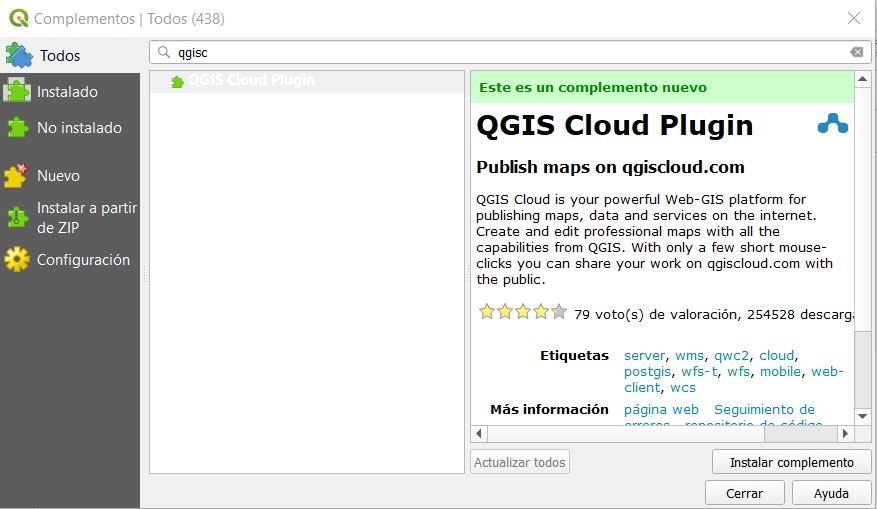 Complementos | Todos (438)
Todos
Instalado
No instalado
Nuevo
Instalar a partir
de ZIP
Configuración
qgisc
QGIS Cloud Plugin
Este es un complemento nuevo
QGIS Cloud Plugin
Publish maps on qgiscloud.com
QGIS Cloud is your powerful Web-GIS platform for
publishing maps, data and services on the internet.
Create and edit professional maps with all the
capabilities from QGIS. With only a few short mouse-
clicks you can share your work on qgiscloud.com with
the public.
79 voto(s) de valoración, 254528 descarga
Etiquetas server, wms, qwc2, cloud,
postgis, wfs-t, wfs, mobile, web-
client, wcs
Más información página web Seguimiento de
errores repositorio de código
Actualizar todos
Instalar complemento
Cerrar
Ayuda